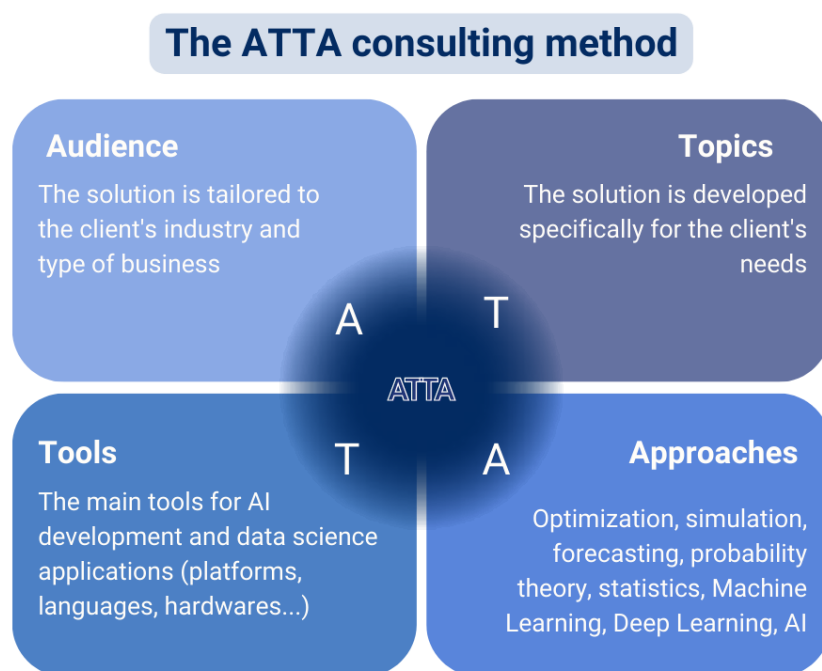 The ATTA consulting method
Audience
The solution is tailored to
the client's industry and
type of business
Topics
The solution is developed
specifically for the client's
needs
A
T
ATTA
T
A
Tools
The main tools for AI
development and data science
applications (platforms,
languages, hardwares...)
Approaches
Optimization, simulation,
forecasting, probability
theory, statistics, Machine
Learning, Deep Learning, AI